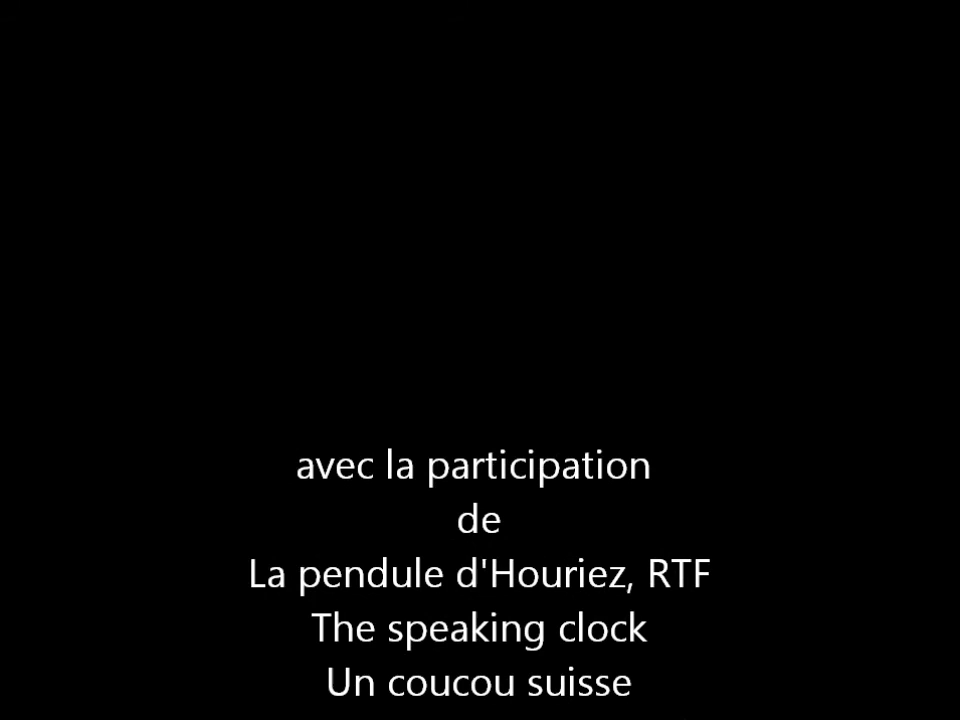 avec la participation
de
La pendule d'Houriez, RTF
The speaking clock
Un coucou suisse